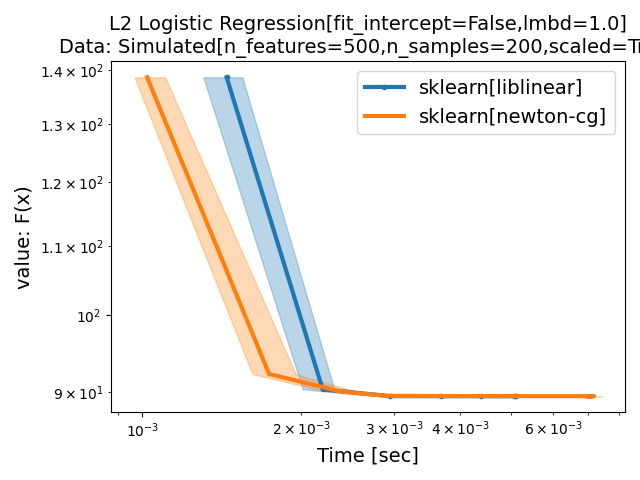 L2 Logistic Regression[fit_intercept=False,lmbd=1.0]
Data: Simulated[n_features=500,n_samples=200,scaled=T
sklearn[liblinear]
sklearn[newton-cg]
value: F(x)
1.4 × 10²
1.3 × 10²
1.2 × 10²
1.1 × 10²
10²
9 × 10¹
10⁻³
2 × 10⁻³
3 × 10⁻³
4 × 10⁻³
6 × 10⁻³
Time [sec]